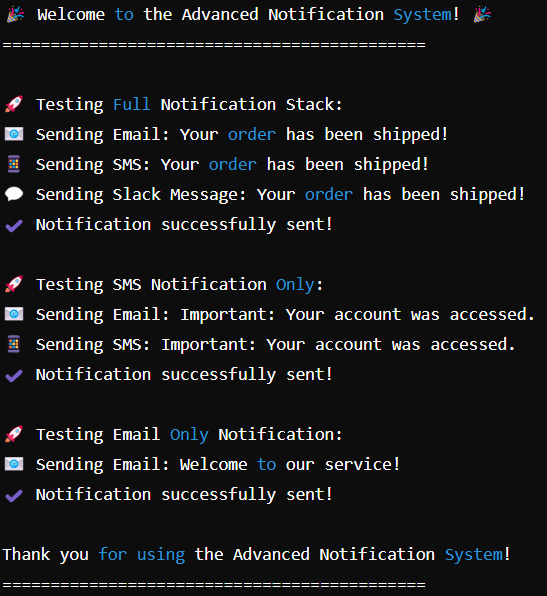 🎉 Welcome to the Advanced Notification System! 🎉
============================================
🚀 Testing Full Notification Stack:
📧 Sending Email: Your order has been shipped!
📱 Sending SMS: Your order has been shipped!
💬 Sending Slack Message: Your order has been shipped!
✔ Notification successfully sent!
🚀 Testing SMS Notification Only:
📧 Sending Email: Important: Your account was accessed.
📱 Sending SMS: Important: Your account was accessed.
✔ Notification successfully sent!
🚀 Testing Email Only Notification:
📧 Sending Email: Welcome to our service!
✔ Notification successfully sent!
Thank you for using the Advanced Notification System!
============================================